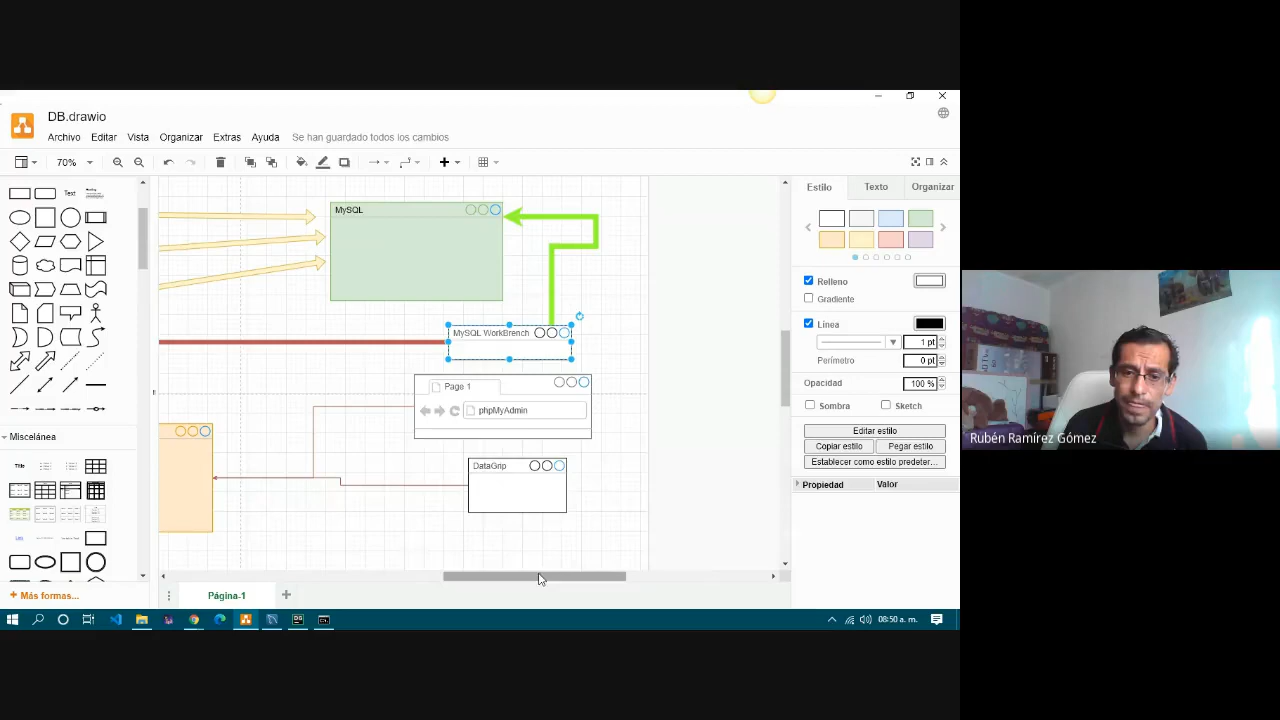 DB.drawio
Archivo Editar Vista Organizar Extras Ayuda Se han guardado todos los cambios
70%
Text
Estilo Texto Organizar
MySQL
Relleno
Gradiente
Línea
1 pt
MySQL WorkBrench
Perímetro 0 pt
Opacidad 100 %
Page 1
Sombra Sketch
phpMyAdmin
Editar estilo
Copiar estilo Pegar estilo
Establecer como estilo predeter...
Misceláneа
Propiedad Valor
DataGrip
Title
Más formas...
Página-1
08:50 a. m.
Rubén Ramírez Gómez